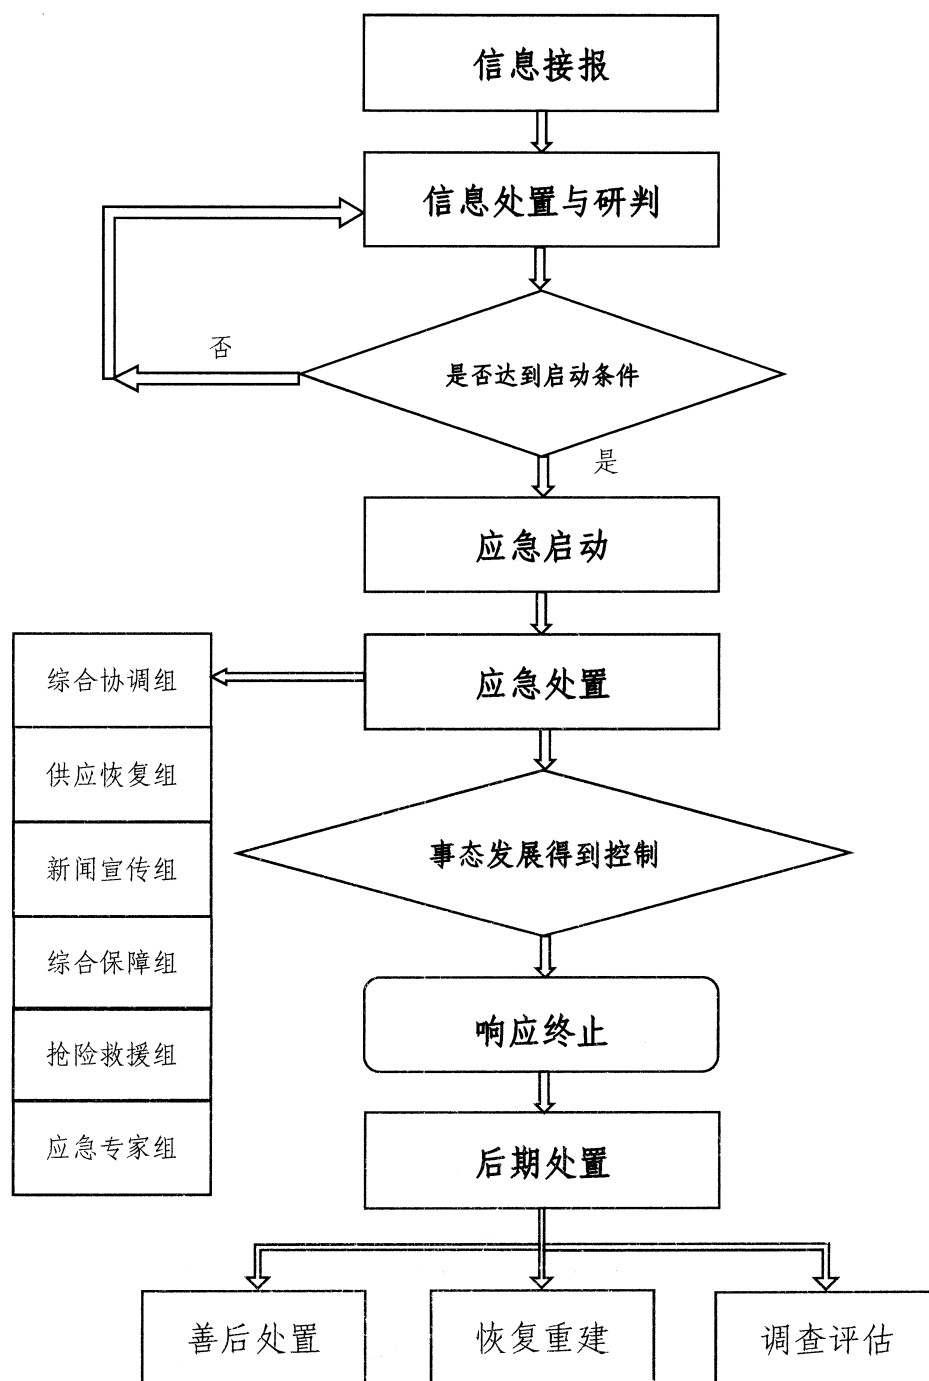 信息接报
信息处置与研判
否
是否达到启动条件
是
应急启动
应急处置
综合协调组
供应恢复组
新闻宣传组
综合保障组
抢险救援组
应急专家组
事态发展得到控制
响应终止
后期处置
善后处置
恢复重建
调查评估